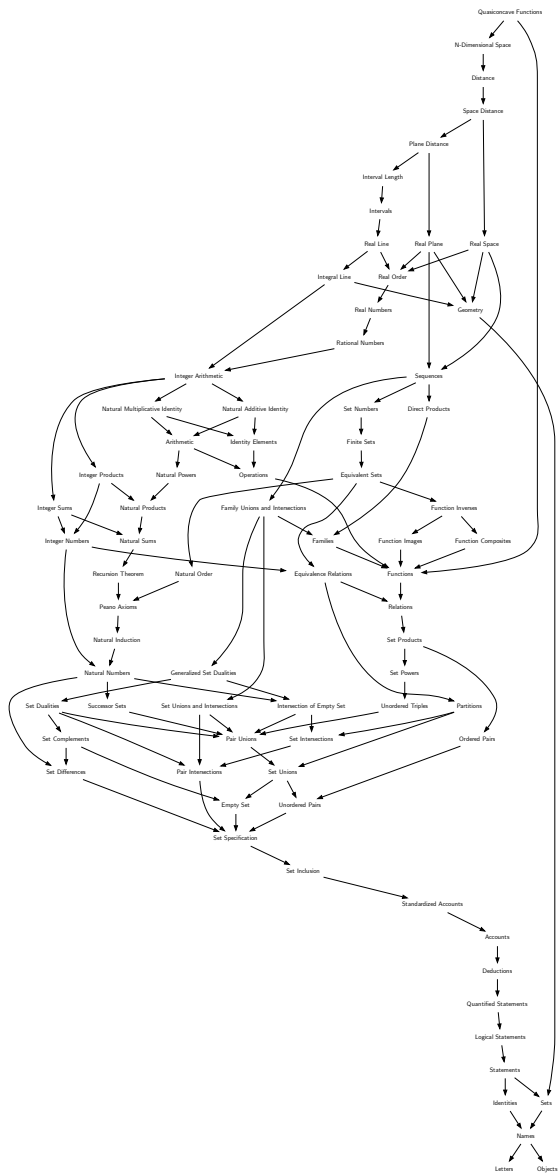 Quasiconcave Functions
N-Dimensional Space
Distance
Space Distance
Plane Distance
Interval Length
Intervals
Real Line
Real Plane
Real Space
Integral Line
Real Order
Real Numbers
Geometry
Rational Numbers
Integer Arithmetic
Sequences
Natural Multiplicative Identity
Natural Additive Identity
Set Numbers
Direct Products
Arithmetic
Identity Elements
Finite Sets
Integer Products
Natural Powers
Operations
Equivalent Sets
Integer Sums
Natural Products
Family Unions and Intersections
Function Inverses
Integer Numbers
Natural Sums
Families
Function Images
Function Composites
Recursion Theorem
Natural Order
Equivalence Relations
Functions
Peano Axioms
Relations
Natural Induction
Set Products
Natural Numbers
Generalized Set Dualities
Set Powers
Set Dualities
Successor Sets
Set Unions and Intersections
Intersection of Empty Set
Unordered Triples
Partitions
Set Complements
Pair Unions
Set Intersections
Ordered Pairs
Set Differences
Pair Intersections
Set Unions
Empty Set
Unordered Pairs
Set Specification
Set Inclusion
Standardized Accounts
Accounts
Deductions
Quantified Statements
Logical Statements
Statements
Identities
Sets
Names
Letters
Objects